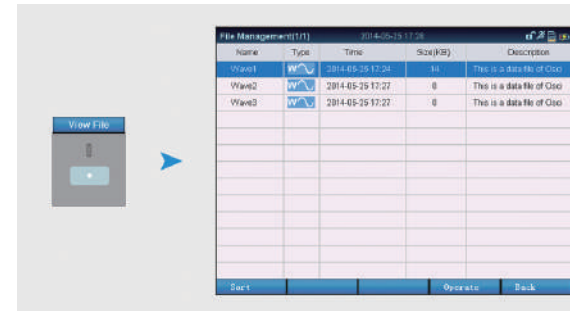 File Management(1/1) 2014-05-25 17:28
Name Type Time Size(KB) Description
Wave1 W 2014-05-25 17:24 14 This is a data file of Osci
Wave2 W 2014-05-25 17:27 8 This is a data file of Osci
Wave3 W 2014-05-25 17:27 8 This is a data file of Osci
View File
Sort Operate Back